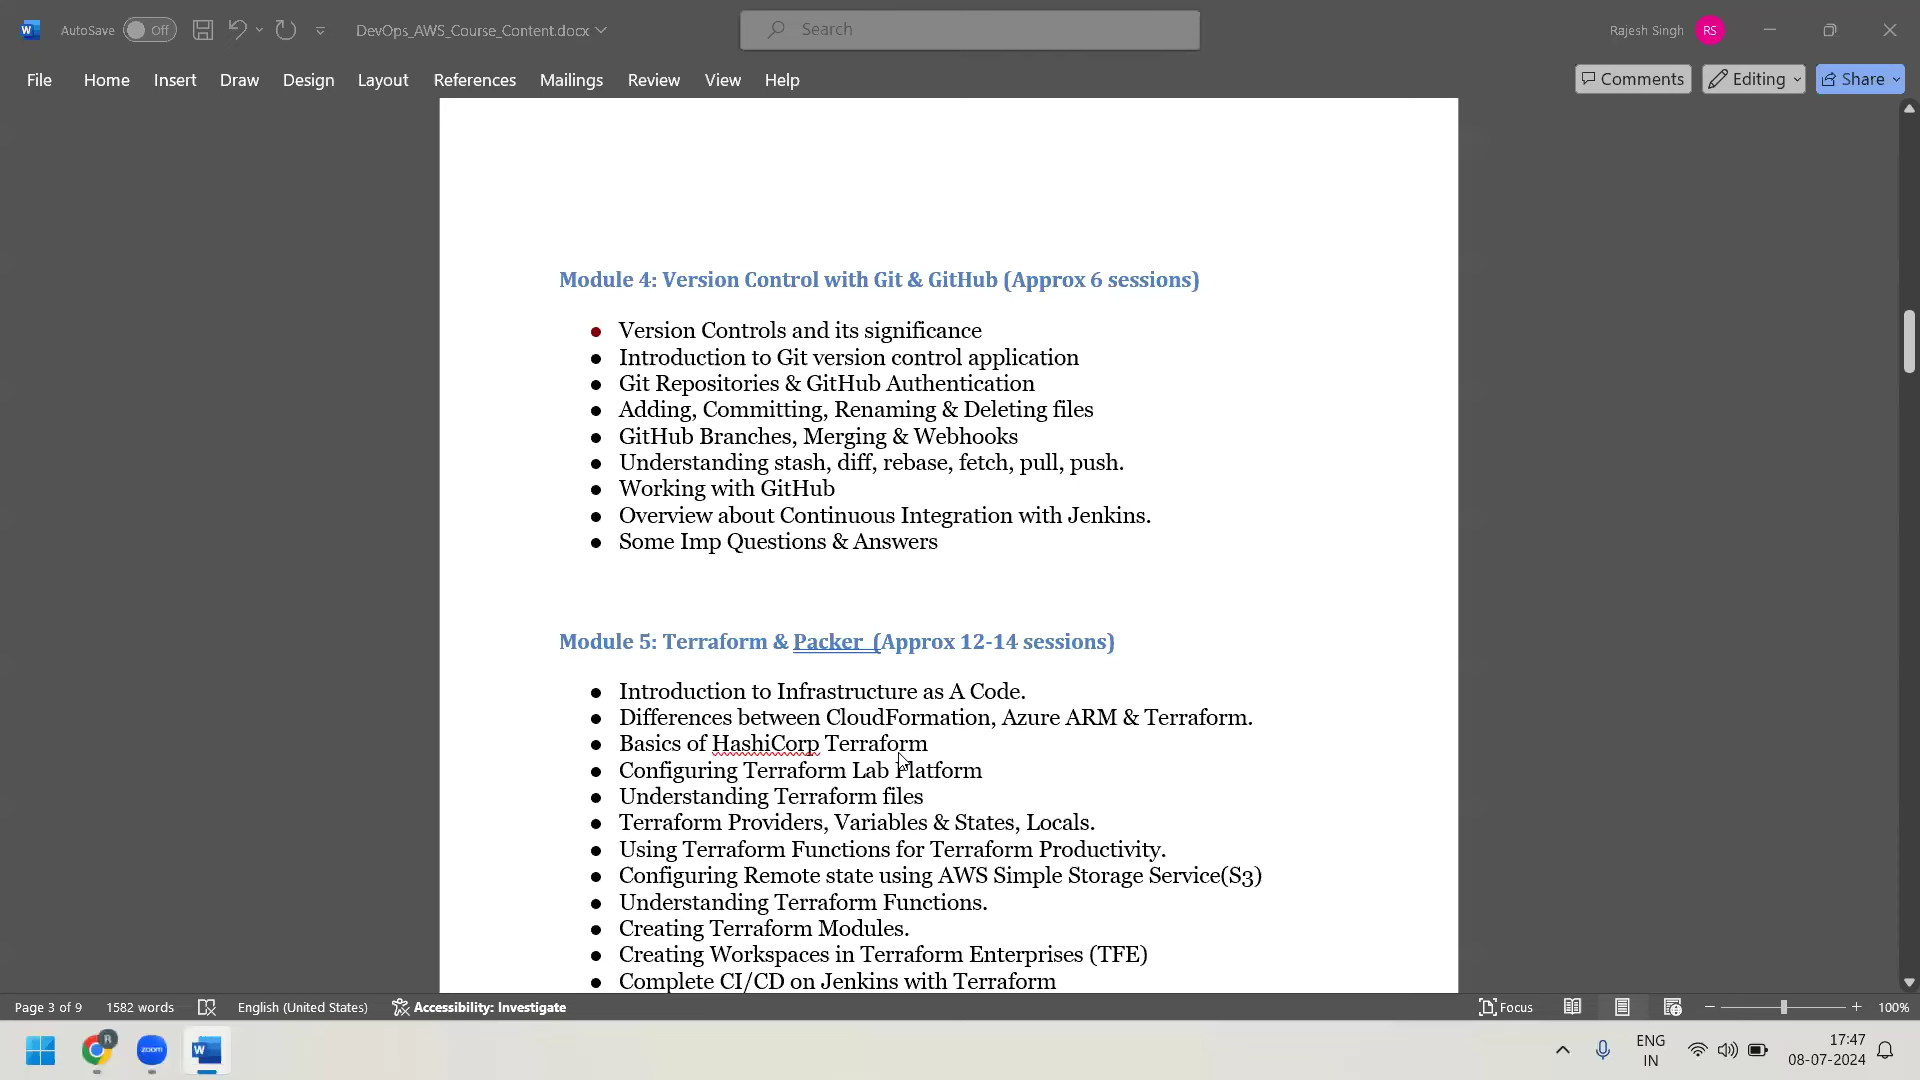 AutoSave Off DevOps_AWS_Course_Content.docx Search Rajesh Singh RS
File Home Insert Draw Design Layout References Mailings Review View Help Comments Editing Share
Module 4: Version Control with Git & GitHub (Approx 6 sessions)
● Version Controls and its significance
● Introduction to Git version control application
● Git Repositories & GitHub Authentication
● Adding, Committing, Renaming & Deleting files
● GitHub Branches, Merging & Webhooks
● Understanding stash, diff, rebase, fetch, pull, push.
● Working with GitHub
● Overview about Continuous Integration with Jenkins.
● Some Imp Questions & Answers
Module 5: Terraform & Packer (Approx 12-14 sessions)
● Introduction to Infrastructure as A Code.
● Differences between CloudFormation, Azure ARM & Terraform.
● Basics of HashiCorp Terraform
● Configuring Terraform Lab Platform
● Understanding Terraform files
● Terraform Providers, Variables & States, Locals.
● Using Terraform Functions for Terraform Productivity.
● Configuring Remote state using AWS Simple Storage Service(S3)
● Understanding Terraform Functions.
● Creating Terraform Modules.
● Creating Workspaces in Terraform Enterprises (TFE)
● Complete CI/CD on Jenkins with Terraform
Page 3 of 9 1582 words English (United States) Accessibility: Investigate Focus 100%
R zoom W ENG 17:47
IN 08-07-2024